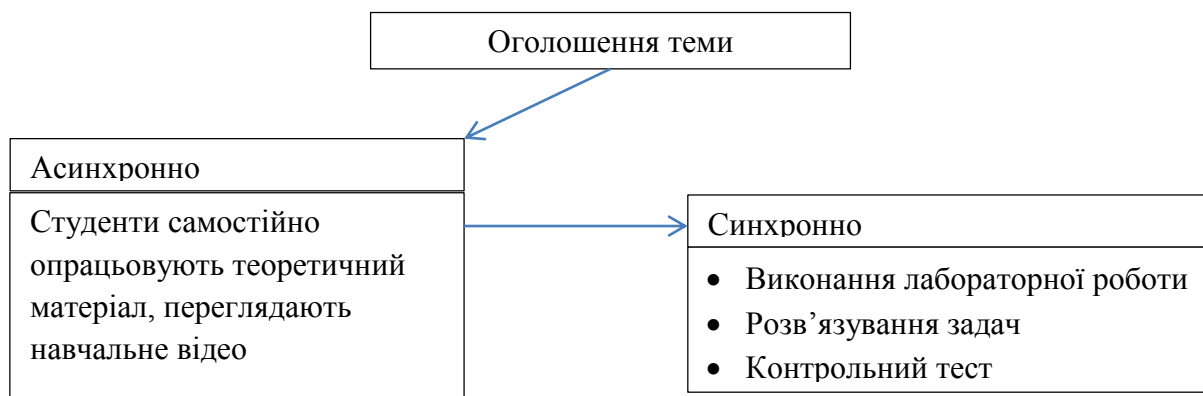 Оголошення теми
Асинхронно
Студенти самостійно
опрацьовують теоретичний
матеріал, переглядають
навчальне відео
Синхронно
• Виконання лабораторної роботи
• Розв’язування задач
• Контрольний тест